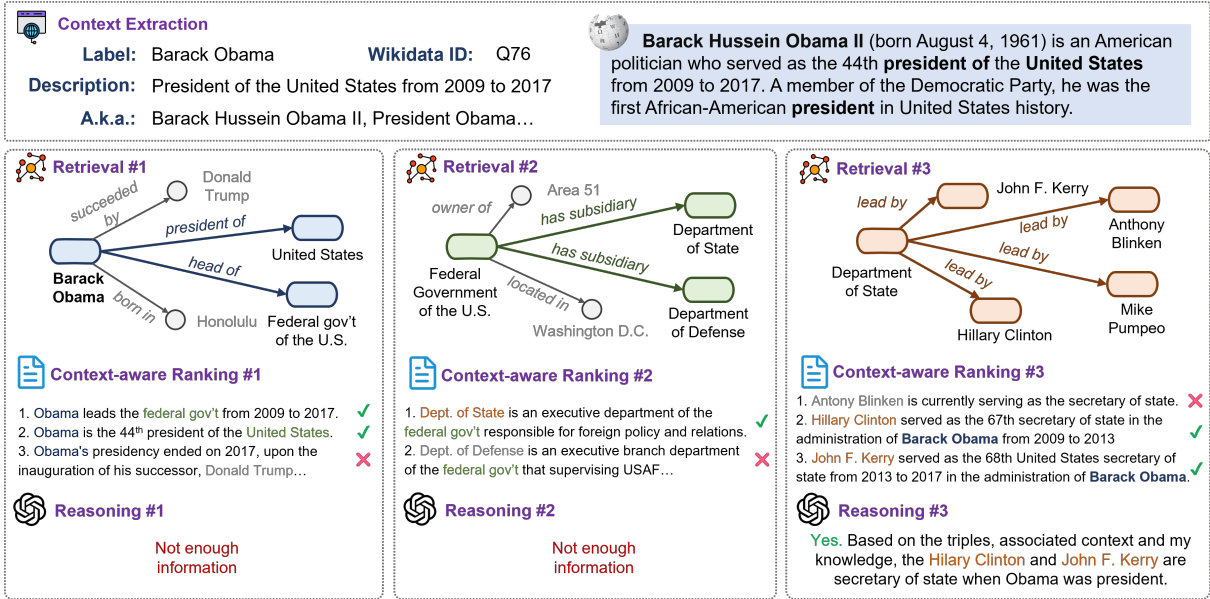 Context Extraction
Label: Barack Obama Wikidata ID: Q76
Description: President of the United States from 2009 to 2017
A.k.a.: Barack Hussein Obama II, President Obama…
Barack Hussein Obama II (born August 4, 1961) is an American
politician who served as the 44th president of the United States
from 2009 to 2017. A member of the Democratic Party, he was the
first African-American president in United States history.
Retrieval #1
succeeded
by
Donald
Trump
president of
United States
Barack
Obama
head of
Federal gov't
of the U.S.
born in
Honolulu
Context-aware Ranking #1
1. Obama leads the federal gov't from 2009 to 2017.
2. Obama is the 44th president of the United States.
3. Obama's presidency ended on 2017, upon the
inauguration of his successor, Donald Trump…
Reasoning #1
Not enough
information
Retrieval #2
owner of
Area 51
has subsidiary
Department
of State
Federal
Government
of the U.S.
has subsidiary
Department
of Defense
located in
Washington D.C.
Context-aware Ranking #2
1. Dept. of State is an executive department of the
federal gov't responsible for foreign policy and relations.
2. Dept. of Defense is an executive branch department
of the federal gov't that supervising USAF…
Reasoning #2
Not enough
information
Retrieval #3
lead by
John F. Kerry
lead by
Anthony
Blinken
Department
of State
lead by
Mike
Pumpeo
lead by
Hillary Clinton
Context-aware Ranking #3
1. Antony Blinken is currently serving as the secretary of state.
2. Hillary Clinton served as the 67th secretary of state in the
administration of Barack Obama from 2009 to 2013
3. John F. Kerry served as the 68th United States secretary of
state from 2013 to 2017 in the administration of Barack Obama.
Reasoning #3
Yes. Based on the triples, associated context and my
knowledge, the Hilary Clinton and John F. Kerry are
secretary of state when Obama was president.